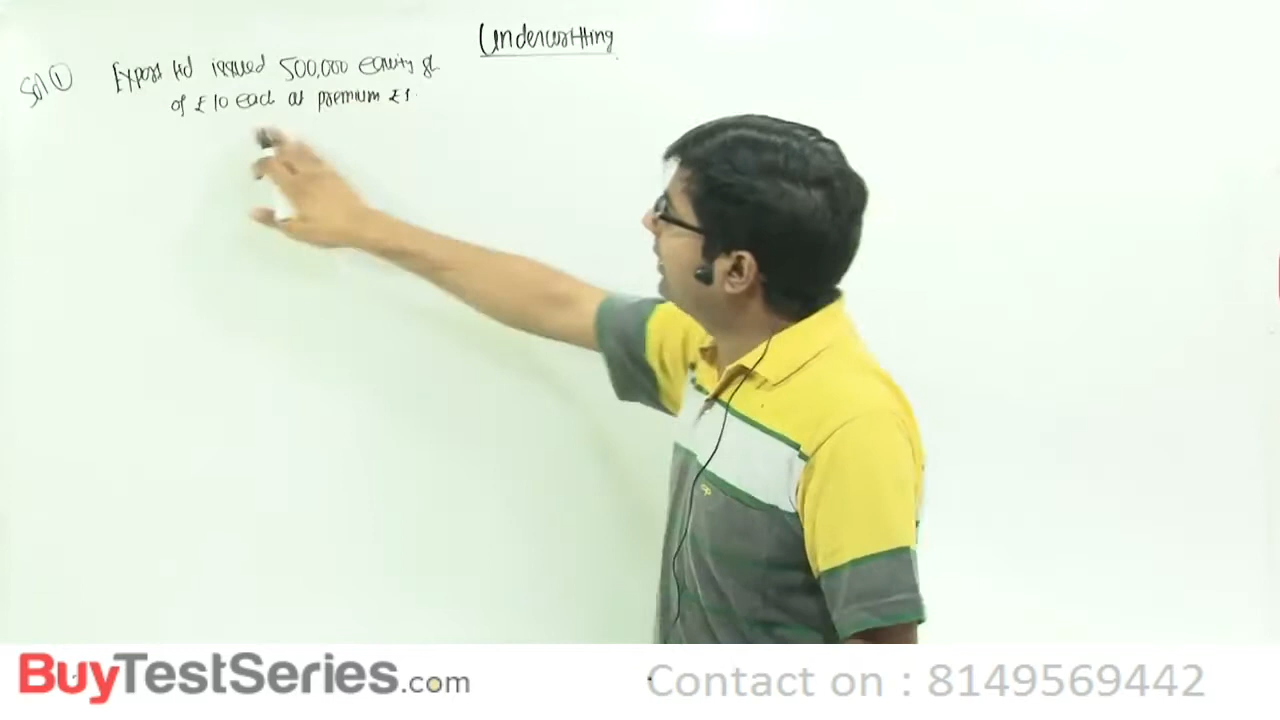 Underwriting
Sol ① Export ltd issued 500,000 equity sh
of £ 10 each at premium £1.
BuyTestSeries.com
Contact on : 8149569442